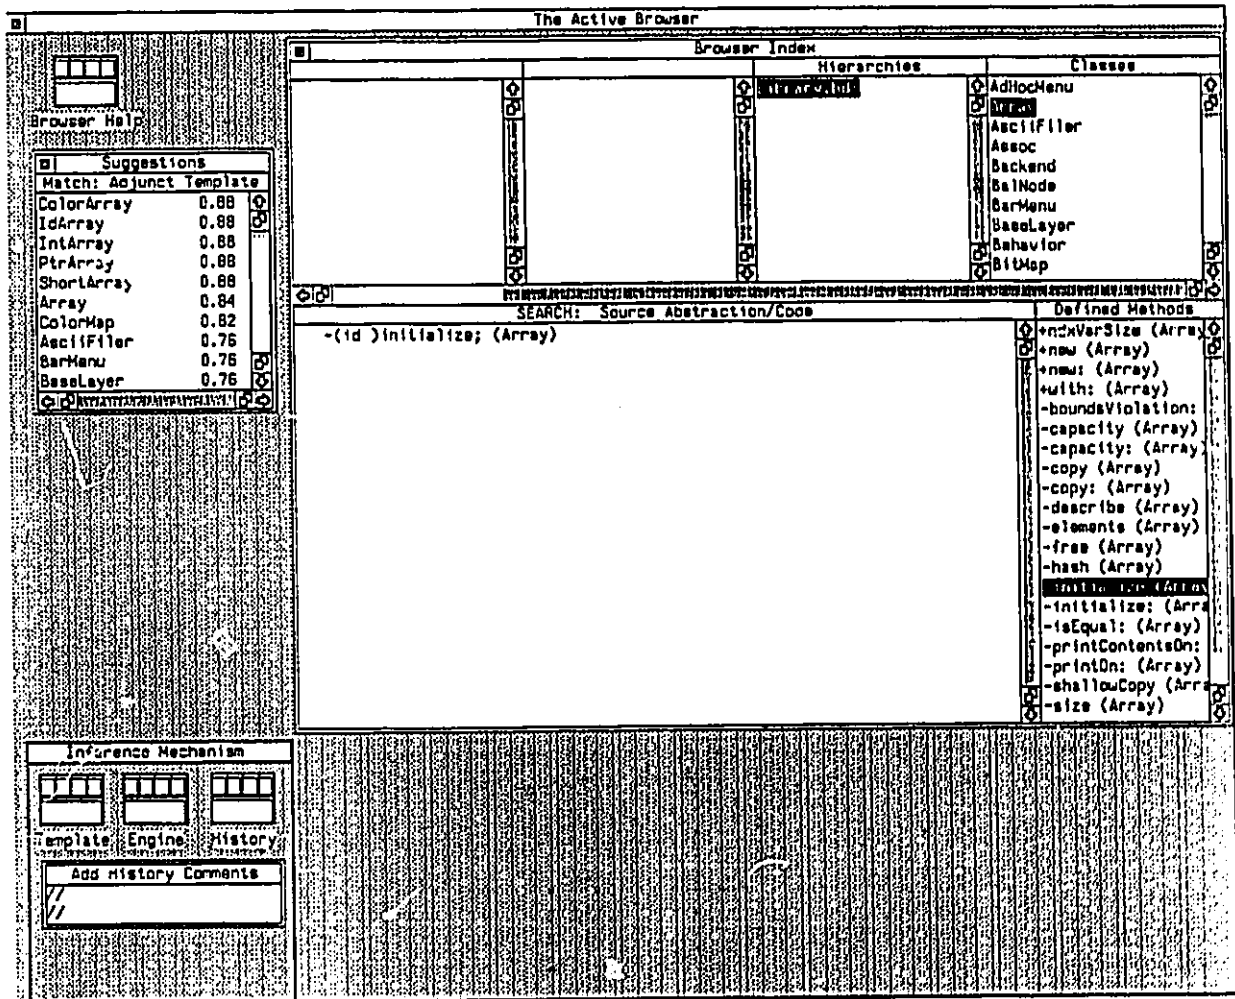 The Active Browser
Browser Help
Suggestions
Match: Adjunct Template
ColorArray 0.88
IdArray 0.88
IntArray 0.88
PtrArray 0.88
ShortArray 0.88
Array 0.84
ColorMap 0.82
AsciiFiler 0.76
BarMenu 0.76
BaseLayer 0.76
Browser Index
Hierarchies
Classes
AdHocMenu
Array
AsciiFiler
Assoc
Backend
BalNode
BarMenu
BaseLayer
Behavior
BitMap
SEARCH: Source Abstraction/Code
-(id )initialize; (Array)
Defined Methods
+ndxVarSize (Array
+new (Array)
+new: (Array)
+with: (Array)
-boundsViolation:
-capacity (Array)
-capacity: (Array)
-copy (Array)
-copy: (Array)
-describe (Array)
-elements (Array)
-free (Array)
-hash (Array)
-initialize (Array
-initialize: (Arra
-isEqual: (Array)
-printContentsOn:
-printOn: (Array)
-shallowCopy (Arra
-size (Array)
Inference Mechanism
Template Engine History
Add History Comments
//
//